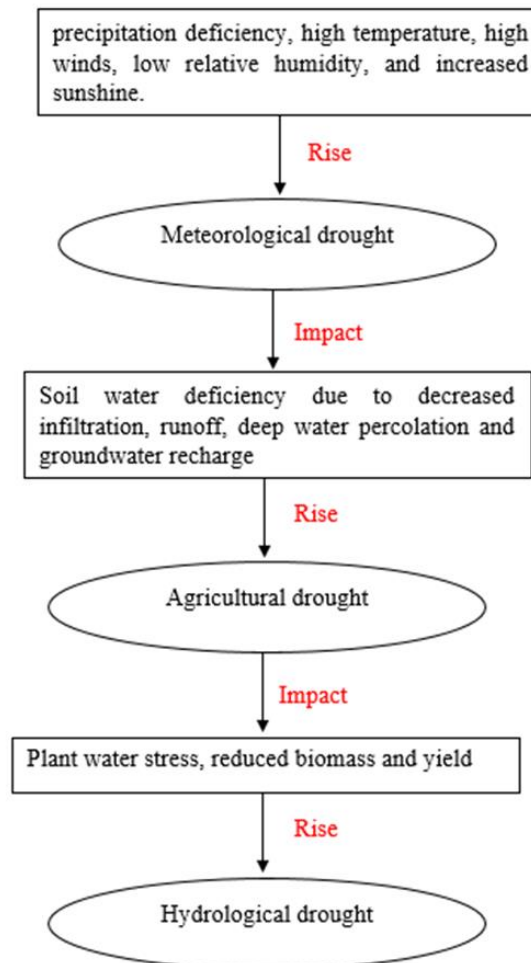 precipitation deficiency, high temperature, high
winds, low relative humidity, and increased
sunshine.
Rise
Meteorological drought
Impact
Soil water deficiency due to decreased
infiltration, runoff, deep water percolation and
groundwater recharge
Rise
Agricultural drought
Impact
Plant water stress, reduced biomass and yield
Rise
Hydrological drought